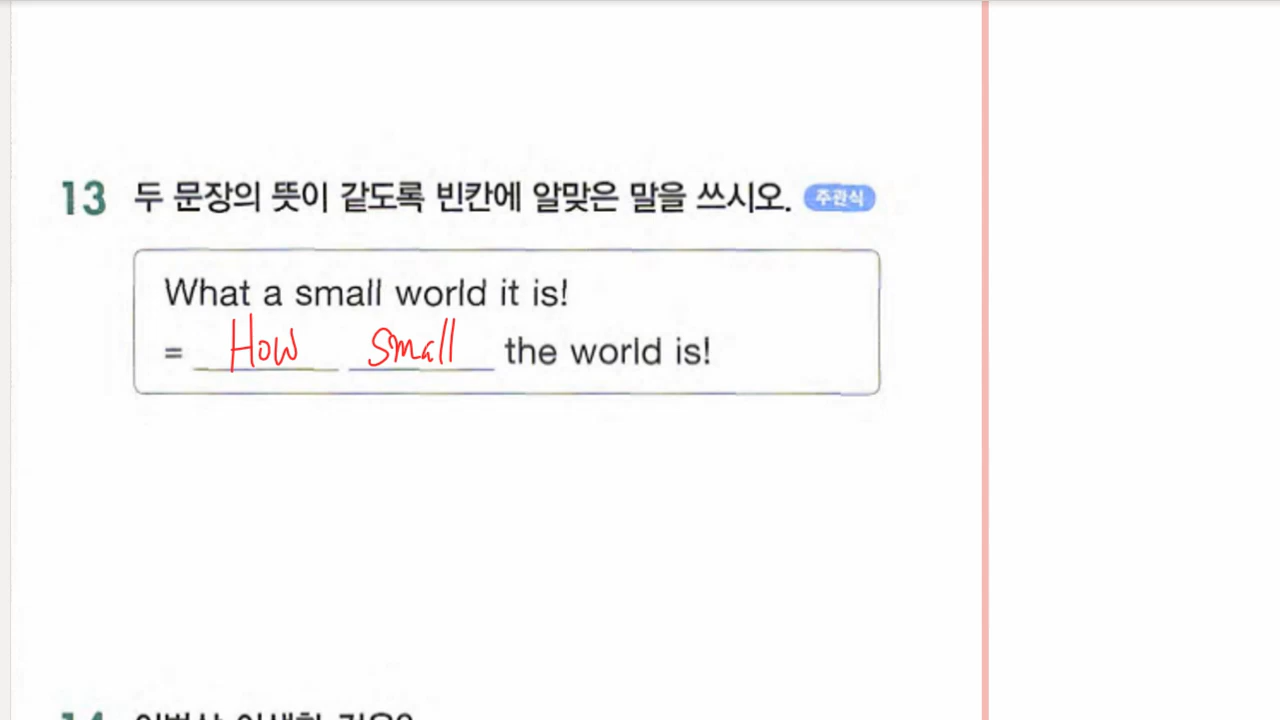 13 두 문장의 뜻이 같도록 빈칸에 알맞은 말을 쓰시오. 주관식
What a small world it is!
= How small the world is!